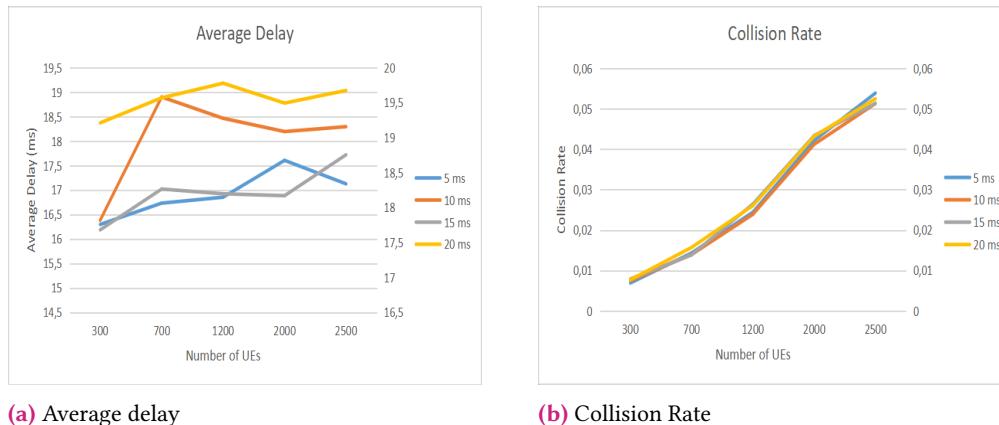 Average Delay
19,5
19
18,5
18
17,5
17
16,5
16
15,5
15
14,5
20
19,5
19
18,5
18
17,5
17
16,5
Average Delay (ms)
300 700 1200 2000 2500
Number of UEs
5 ms
10 ms
15 ms
20 ms
(a) Average delay
Collision Rate
0,06
0,05
0,04
0,03
0,02
0,01
0
0,06
0,05
0,04
0,03
0,02
0,01
0
Collision Rate
300 700 1200 2000 2500
Number of UEs
5 ms
10 ms
15 ms
20 ms
(b) Collision Rate